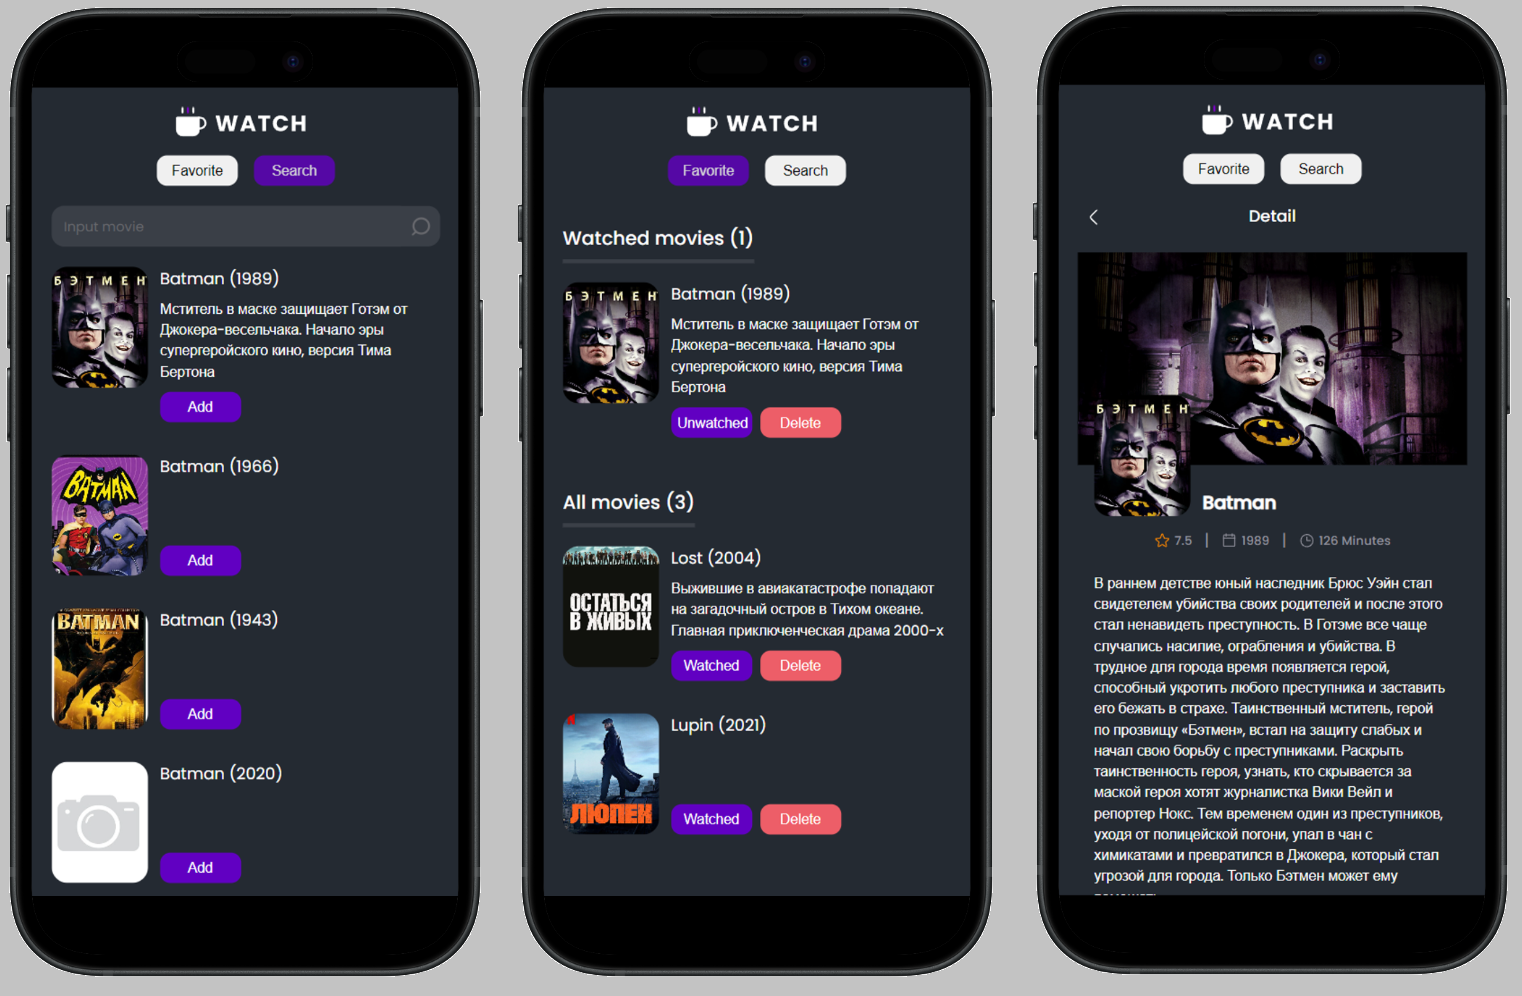 WATCH
Favorite
Search
Input movie
БЭТМЕН
Batman (1989)
Мститель в маске защищает Готэм от
Джокера-весельчака. Начало эры
супергеройского кино, версия Тима
Бертона
Add
BATMAN
Batman (1966)
Add
BATMAN
Batman (1943)
Add
Batman (2020)
Add
WATCH
Favorite
Search
Watched movies (1)
БЭТМЕН
Batman (1989)
Мститель в маске защищает Готэм от
Джокера-весельчака. Начало эры
супергеройского кино, версия Тима
Бертона
Unwatched
Delete
All movies (3)
ОСТАТЬСЯ
В ЖИВЫХ
Lost (2004)
Выжившие в авиакатастрофе попадают
на загадочный остров в Тихом океане.
Главная приключенческая драма 2000-х
Watched
Delete
ЛЮПЕН
Lupin (2021)
Watched
Delete
WATCH
Favorite
Search
Detail
БЭТМЕН
Batman
7.5 | 1989 | 126 Minutes
В раннем детстве юный наследник Брюс Уэйн стал
свидетелем убийства своих родителей и после этого
стал ненавидеть преступность. В Готэме все чаще
случались насилие, ограбления и убийства. В
трудное для города время появляется герой,
способный укротить любого преступника и заставить
его бежать в страхе. Таинственный мститель, герой
по прозвищу «Бэтмен», встал на защиту слабых и
начал свою борьбу с преступниками. Раскрыть
таинственность героя, узнать, кто скрывается за
маской героя хотят журналистка Вики Вейл и
репортер Нокс. Тем временем один из преступников,
уходя от полицейской погони, упал в чан с
химикатами и превратился в Джокера, который стал
угрозой для города. Только Бэтмен может ему